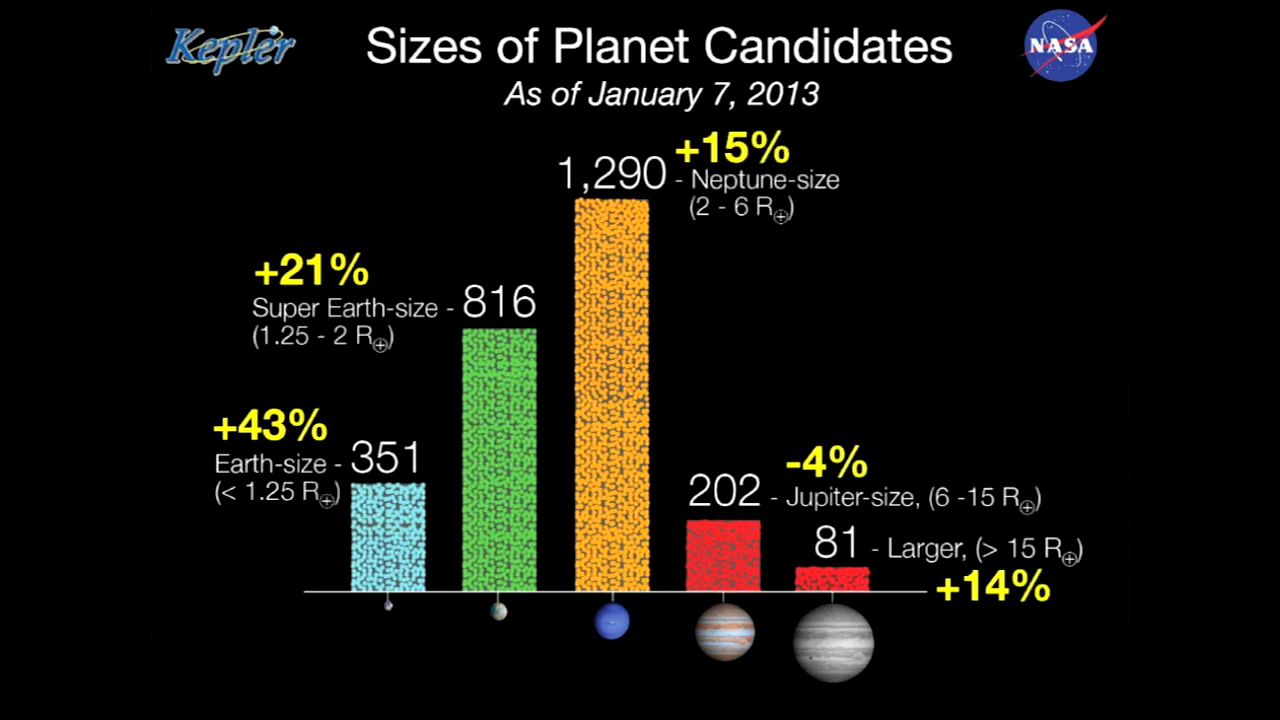 Kepler
Sizes of Planet Candidates
NASA
As of January 7, 2013
+15%
1,290 - Neptune-size
(2 - 6 R⊕)
+21%
Super Earth-size - 816
(1.25 - 2 R⊕)
+43%
Earth-size - 351
(< 1.25 R⊕)
-4%
202 - Jupiter-size, (6 -15 R⊕)
81 - Larger, (> 15 R⊕)
+14%